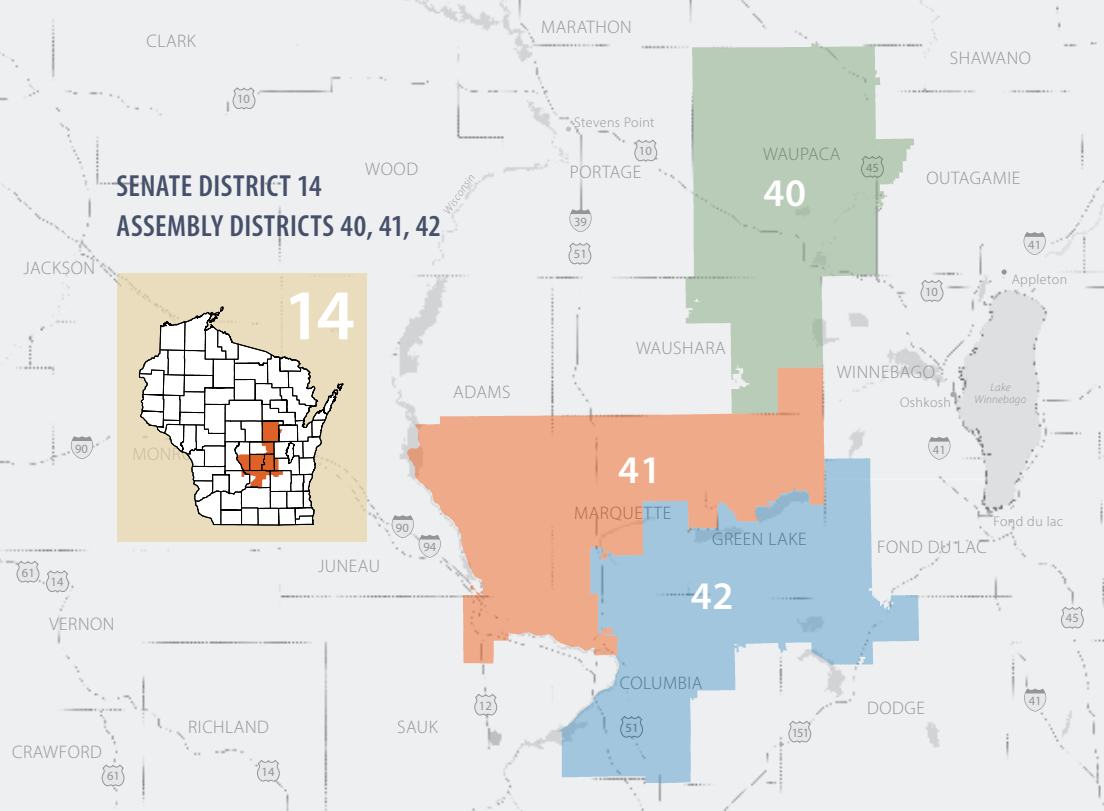 CLARK
MARATHON
SHAWANO
10
Stevens Point
10
WOOD
PORTAGE
WAUPACA
45
OUTAGAMIE
40
SENATE DISTRICT 14
ASSEMBLY DISTRICTS 40, 41, 42
Wisconsin
39
51
41
JACKSON
10
Appleton
14
WAUSHARA
WINNEBAGO
ADAMS
Oshkosh
Lake
Winnebago
90
MONRO
41
41
MARQUETTE
90
94
GREEN LAKE
Fond du lac
FOND DU LAC
JUNEAU
61
14
42
VERNON
45
COLUMBIA
12
51
DODGE
41
RICHLAND
SAUK
151
CRAWFORD
61
14